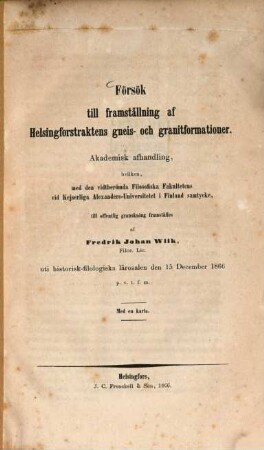 Försök
till framställning af
Helsingforstraktens gneis- och granitformationer.
Akademisk afhandling,
hvilken,
med den vidtberömda Filosofiska Fakultetens
vid Kejserliga Alexanders-Universitetet i Finland samtycke,
till offentlig granskning framställes
af
Fredrik Johan Wiik,
Filos. Lic.
uti historisk-filologiska lärosalen den 15 December 1866
p. v. t. f. m.
Med en karta.
Helsingfors,
J. C. Frenckell & Son, 1866.